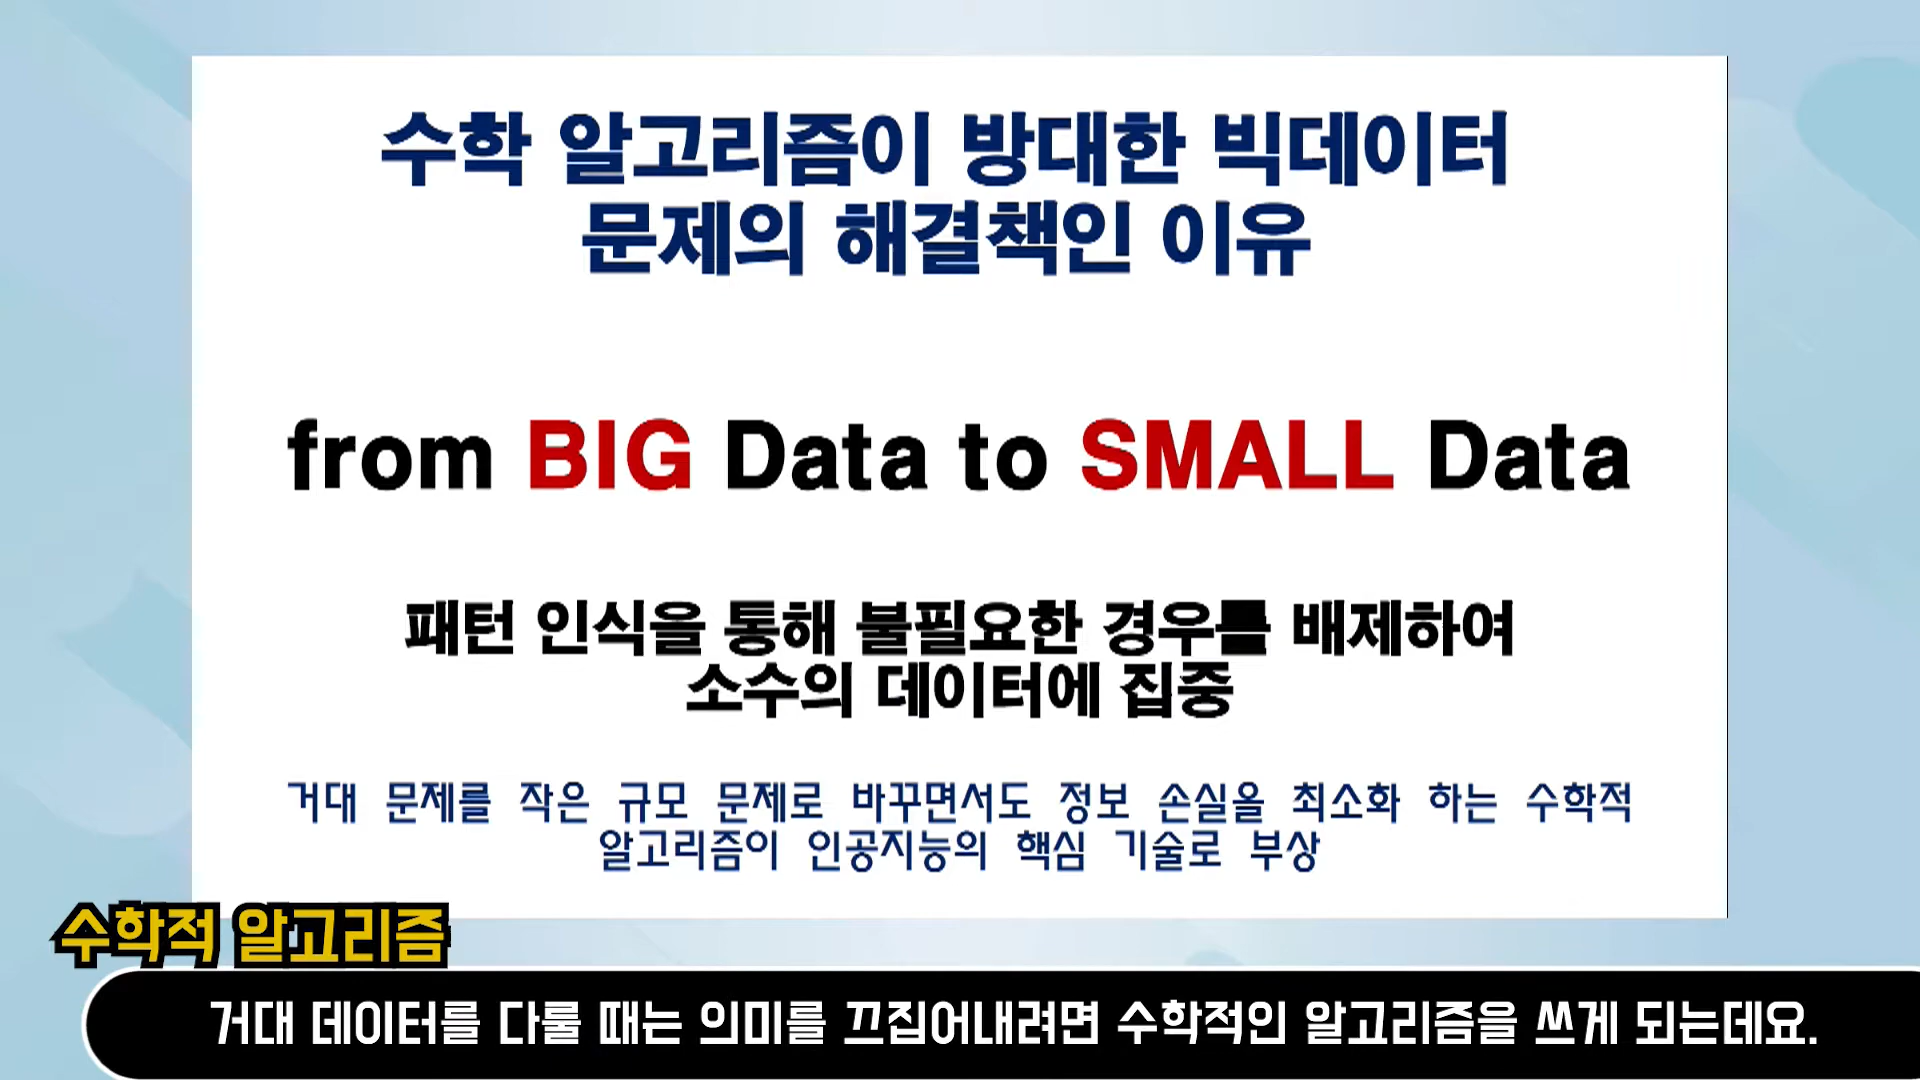 수학 알고리즘이 방대한 빅데이터
문제의 해결책인 이유
from BIG Data to SMALL Data
패턴 인식을 통해 불필요한 경우를 배제하여
소수의 데이터에 집중
거대 문제를 작은 규모 문제로 바꾸면서도 정보 손실을 최소화 하는 수학적
알고리즘이 인공지능의 핵심 기술로 부상
수학적 알고리즘
거대 데이터를 다룰 때는 의미를 끄집어내려면 수학적인 알고리즘을 쓰게 되는데요.